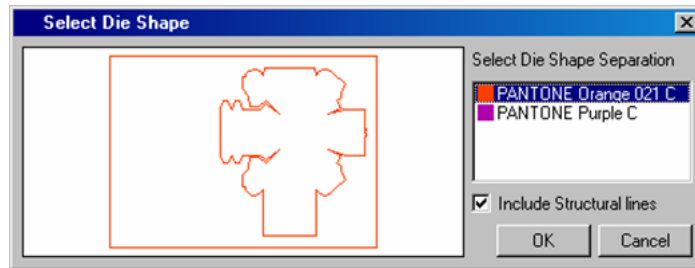 Select Die Shape
Select Die Shape Separation
PANTONE Orange 021 C
PANTONE Purple C
Include Structural lines
OK
Cancel